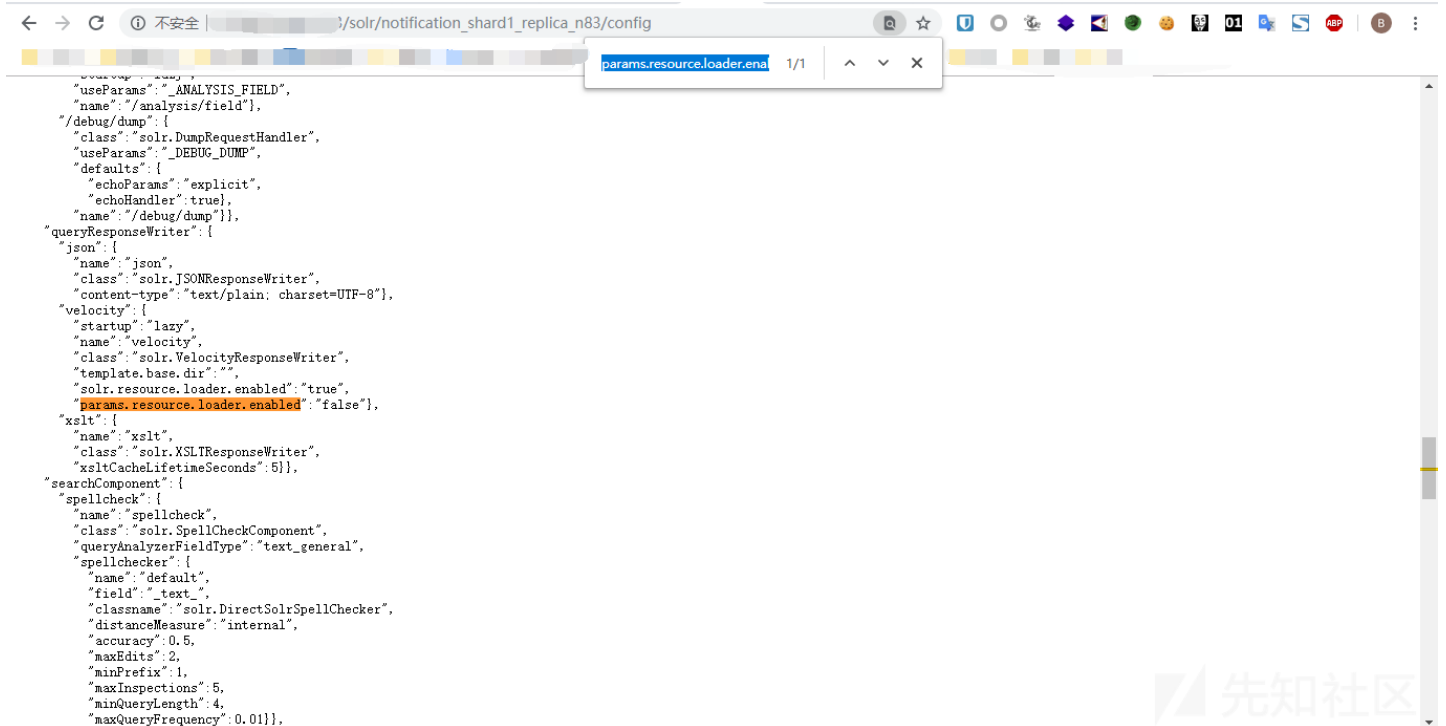 不安全
3/solr/notification_shard1_replica_n83/config
01
ABP
B
params.resource.loader.enal
1/1
"useParams":"_ANALYSIS_FIELD",
"name":"/analysis/field"},
"/debug/dump":{
"class":"solr.DumpRequestHandler",
"useParams":"_DEBUG_DUMP",
"defaults":{
"echoParams":"explicit",
"echoHandler":true},
"name":"/debug/dump"}},
"queryResponseWriter":{
"json":{
"name":"json",
"class":"solr.JSONResponseWriter",
"content-type":"text/plain; charset=UTF-8"},
"velocity":{
"startup":"lazy",
"name":"velocity",
"class":"solr.VelocityResponseWriter",
"template.base.dir":"",
"solr.resource.loader.enabled":"true",
"params.resource.loader.enabled":"false"},
"xslt":{
"name":"xslt",
"class":"solr.XSLTResponseWriter",
"xsltCacheLifetimeSeconds":5}},
"searchComponent":{
"spellcheck":{
"name":"spellcheck",
"class":"solr.SpellCheckComponent",
"queryAnalyzerFieldType":"text_general",
"spellchecker":{
"name":"default",
"field":"_text_",
"classname":"solr.DirectSolrSpellChecker",
"distanceMeasure":"internal",
"accuracy":0.5,
"maxEdits":2,
"minPrefix":1,
"maxInspections":5,
"minQueryLength":4,
"maxQueryFrequency":0.01}},
先知社区